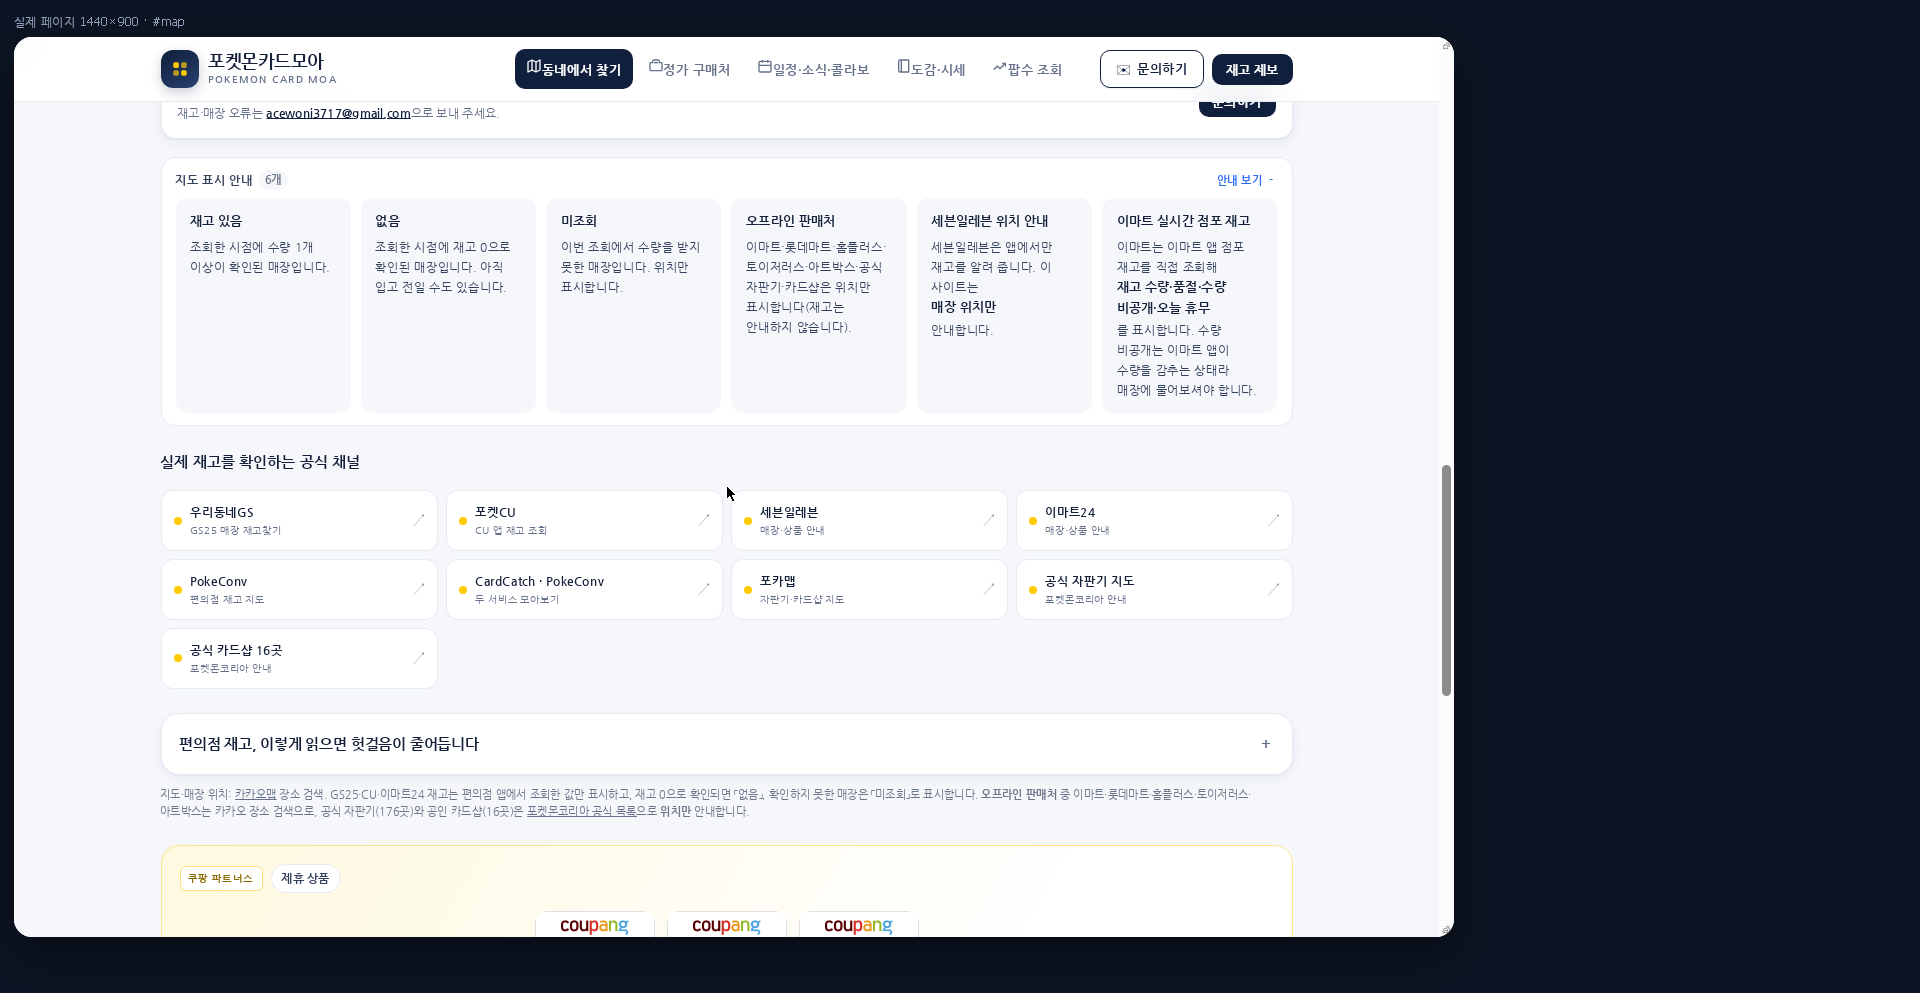 실제 페이지 1440×900 · #map
포켓몬카드모아
POKEMON CARD MOA
동네에서 찾기
정가 구매처
일정·소식·콜라보
도감·시세
팝수 조회
문의하기
재고 제보
재고·매장 오류는 acewoni3717@gmail.com으로 보내 주세요.
문의하기
지도 표시 안내 6개
안내 보기 -
재고 있음
조회한 시점에 수량 1개
이상이 확인된 매장입니다.
없음
조회한 시점에 재고 0으로
확인된 매장입니다. 아직
입고 전일 수도 있습니다.
미조회
이번 조회에서 수량을 받지
못한 매장입니다. 위치만
표시합니다.
오프라인 판매처
이마트·롯데마트·홈플러스·
토이저러스·아트박스·공식
자판기·카드샵은 위치만
표시합니다(재고는
안내하지 않습니다).
세븐일레븐 위치 안내
세븐일레븐은 앱에서만
재고를 알려 줍니다. 이
사이트는
매장 위치만
안내합니다.
이마트 실시간 점포 재고
이마트는 이마트 앱 점포
재고를 직접 조회해
재고 수량·품절·수량
비공개·오늘 휴무
를 표시합니다. 수량
비공개는 이마트 앱이
수량을 감추는 상태라
매장에 물어보셔야 합니다.
실제 재고를 확인하는 공식 채널
우리동네GS
GS25 매장 재고찾기
포켓CU
CU 앱 재고 조회
세븐일레븐
매장·상품 안내
이마트24
매장·상품 안내
PokeConv
편의점 재고 지도
CardCatch · PokeConv
두 서비스 모아보기
포카맵
자판기·카드샵 지도
공식 자판기 지도
포켓몬코리아 안내
공식 카드샵 16곳
포켓몬코리아 안내
편의점 재고, 이렇게 읽으면 헛걸음이 줄어듭니다
+
지도·매장 위치: 카카오맵 장소 검색. GS25·CU·이마트24 재고는 편의점 앱에서 조회한 값만 표시하고, 재고 0으로 확인되면 「없음」, 확인하지 못한 매장은 「미조회」로 표시합니다. 오프라인 판매처 중 이마트·롯데마트·홈플러스·토이저러스·
아트박스는 카카오 장소 검색으로, 공식 자판기(176곳)와 공인 카드샵(16곳)은 포켓몬코리아 공식 목록으로 위치만 안내합니다.
쿠팡 파트너스
제휴 상품
coupang
coupang
coupang